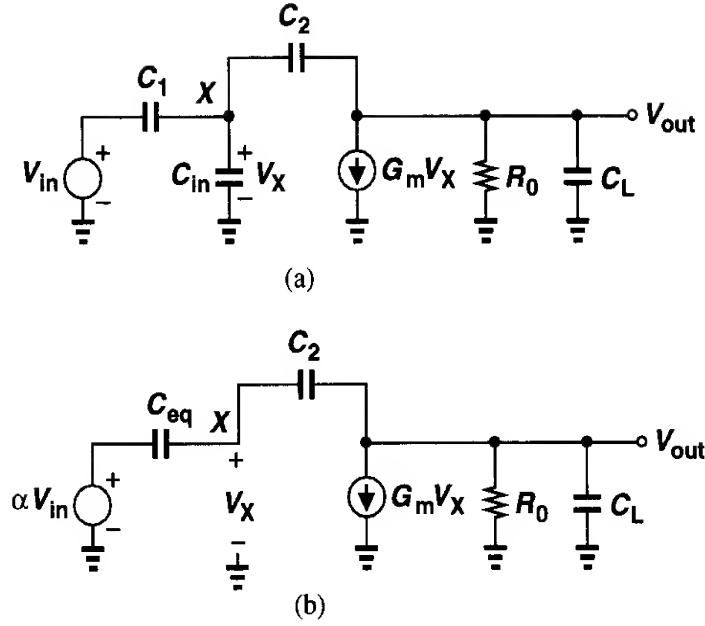 C2
C1
X
Vin
+
−
Cin
+
VX
−
GmVX
R0
CL
Vout
(a)
C2
Ceq
X
αVin
+
−
+
VX
−
GmVX
R0
CL
Vout
(b)